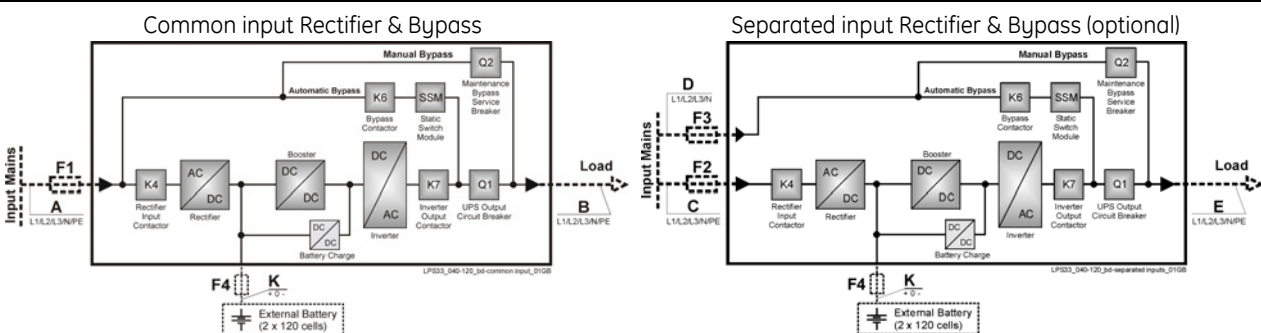 Common input Rectifier & Bypass
Manual Bypass
Q2
Maintenance
Bypass
Service
Breaker
Automatic Bypass
K6
SSM
Bypass
Contactor
Static
Switch
Module
Input Mains
F1
A
L1/L2/L3/N/PE
K4
Rectifier
Input
Contactor
AC
DC
Rectifier
Booster
DC
DC
DC
DC
Battery Charge
DC
AC
Inverter
K7
Inverter
Output
Contactor
Q1
UPS Output
Circuit Breaker
Load
B
L1/L2/L3/N/PE
LPS33_040-120_bd-common input_01GB
F4
K
+ 0 -
External Battery
(2 x 120 cells)
Separated input Rectifier & Bypass (optional)
Manual Bypass
Q2
Maintenance
Bypass
Service
Breaker
D
L1/L2/L3/N
Automatic Bypass
K6
SSM
Bypass
Contactor
Static
Switch
Module
Input Mains
F3
F2
C
L1/L2/L3/N/PE
K4
Rectifier
Input
Contactor
AC
DC
Rectifier
Booster
DC
DC
DC
DC
Battery Charge
DC
AC
Inverter
K7
Inverter
Output
Contactor
Q1
UPS Output
Circuit Breaker
Load
E
L1/L2/L3/N/PE
LPS33_040-120_bd-separated inputs_01GB
F4
K
+ 0 -
External Battery
(2 x 120 cells)